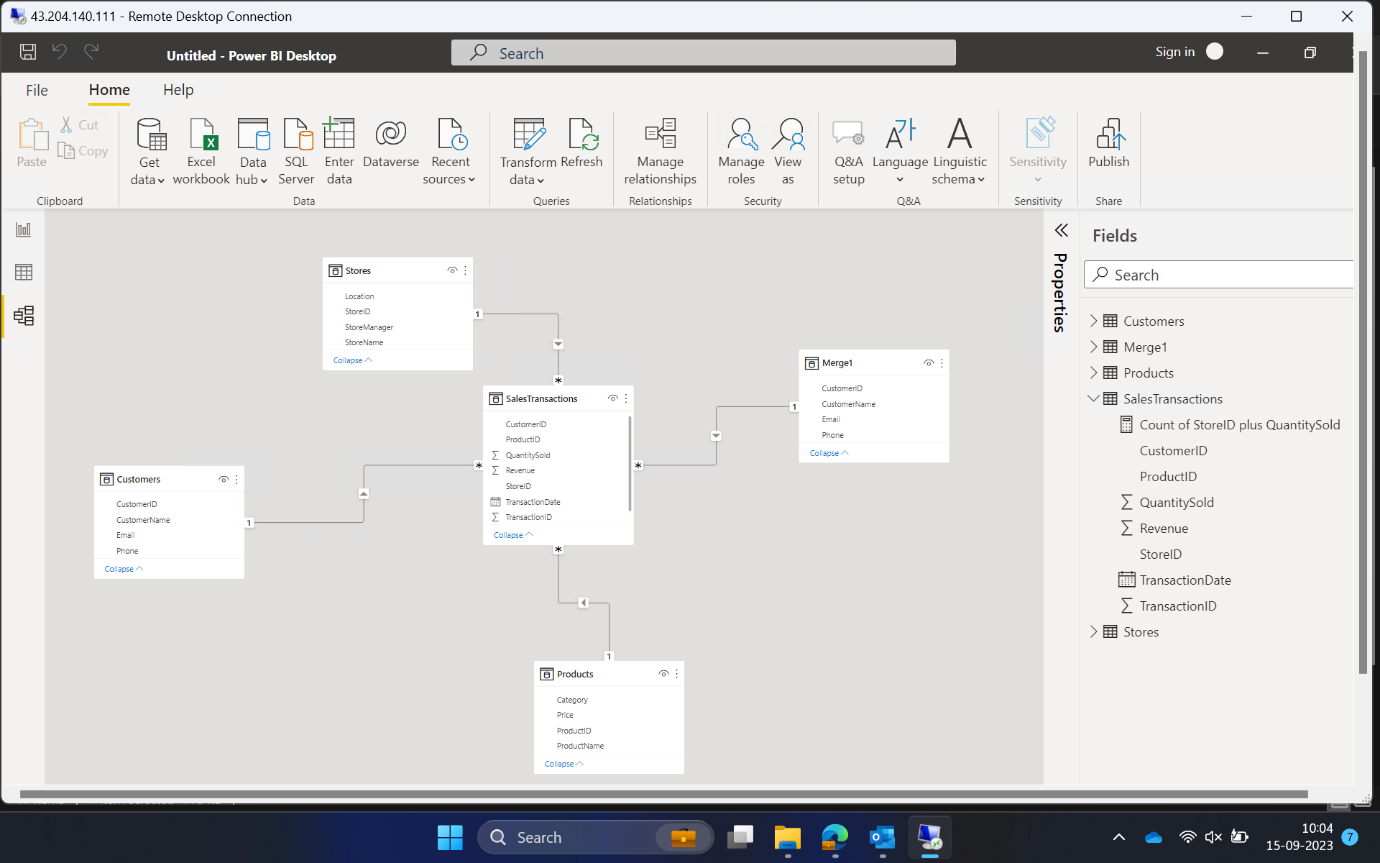 43.204.140.111 - Remote Desktop Connection
Untitled - Power BI Desktop
Search
Sign in
File
Home
Help
Paste
Cut
Copy
Clipboard
Get data
Excel workbook
Data hub
SQL Server
Enter data
Dataverse
Recent sources
Data
Transform data
Refresh
Queries
Manage relationships
Relationships
Manage roles
View as
Security
Q&A setup
Language
Linguistic schema
Q&A
Sensitivity
Sensitivity
Publish
Share
Stores
Location
StoreID
StoreManager
StoreName
Collapse
1
*
SalesTransactions
CustomerID
ProductID
QuantitySold
Revenue
StoreID
TransactionDate
TransactionID
Collapse
*
*
*
Merge1
CustomerID
CustomerName
Email
Phone
Collapse
1
Customers
CustomerID
CustomerName
Email
Phone
Collapse
1
1
Products
Category
Price
ProductID
ProductName
Collapse
Properties
Fields
Search
Customers
Merge1
Products
SalesTransactions
Count of StoreID plus QuantitySold
CustomerID
ProductID
QuantitySold
Revenue
StoreID
TransactionDate
TransactionID
Stores
Search
10:04
15-09-2023
7